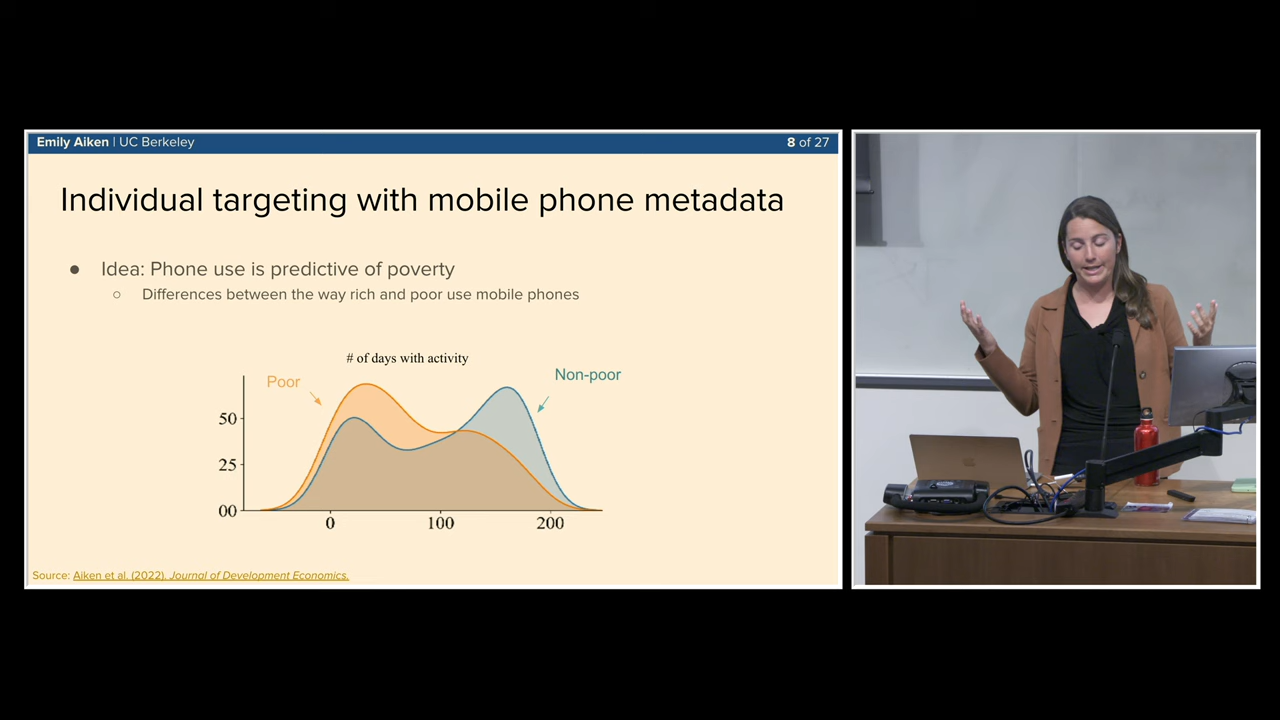 Emily Aiken | UC Berkeley
8 of 27
Individual targeting with mobile phone metadata
● Idea: Phone use is predictive of poverty
○ Differences between the way rich and poor use mobile phones
# of days with activity
Poor
Non-poor
50
25
00
0 100 200
Source: Aiken et al. (2022). Journal of Development Economics.